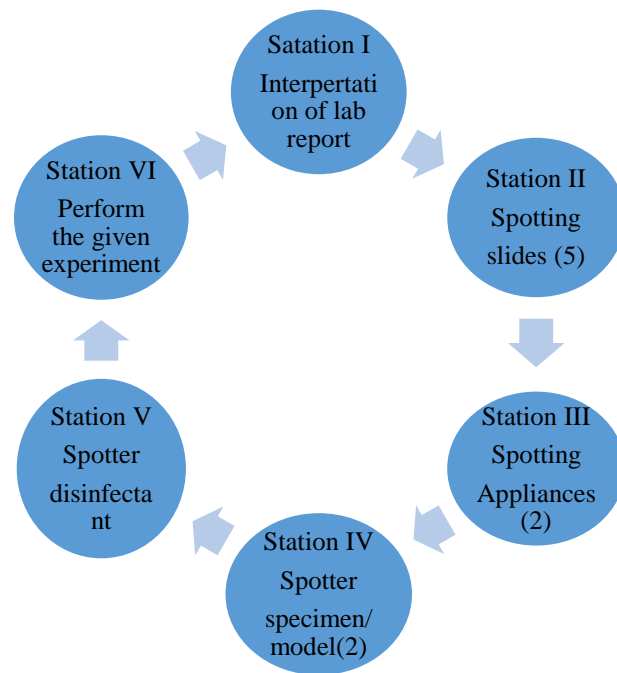 Satation I
Interpertati
on of lab
report
Station II
Spotting
slides (5)
Station III
Spotting
Appliances
(2)
Station IV
Spotter
specimen/
model(2)
Station V
Spotter
disinfecta
nt
Station VI
Perform
the given
experiment